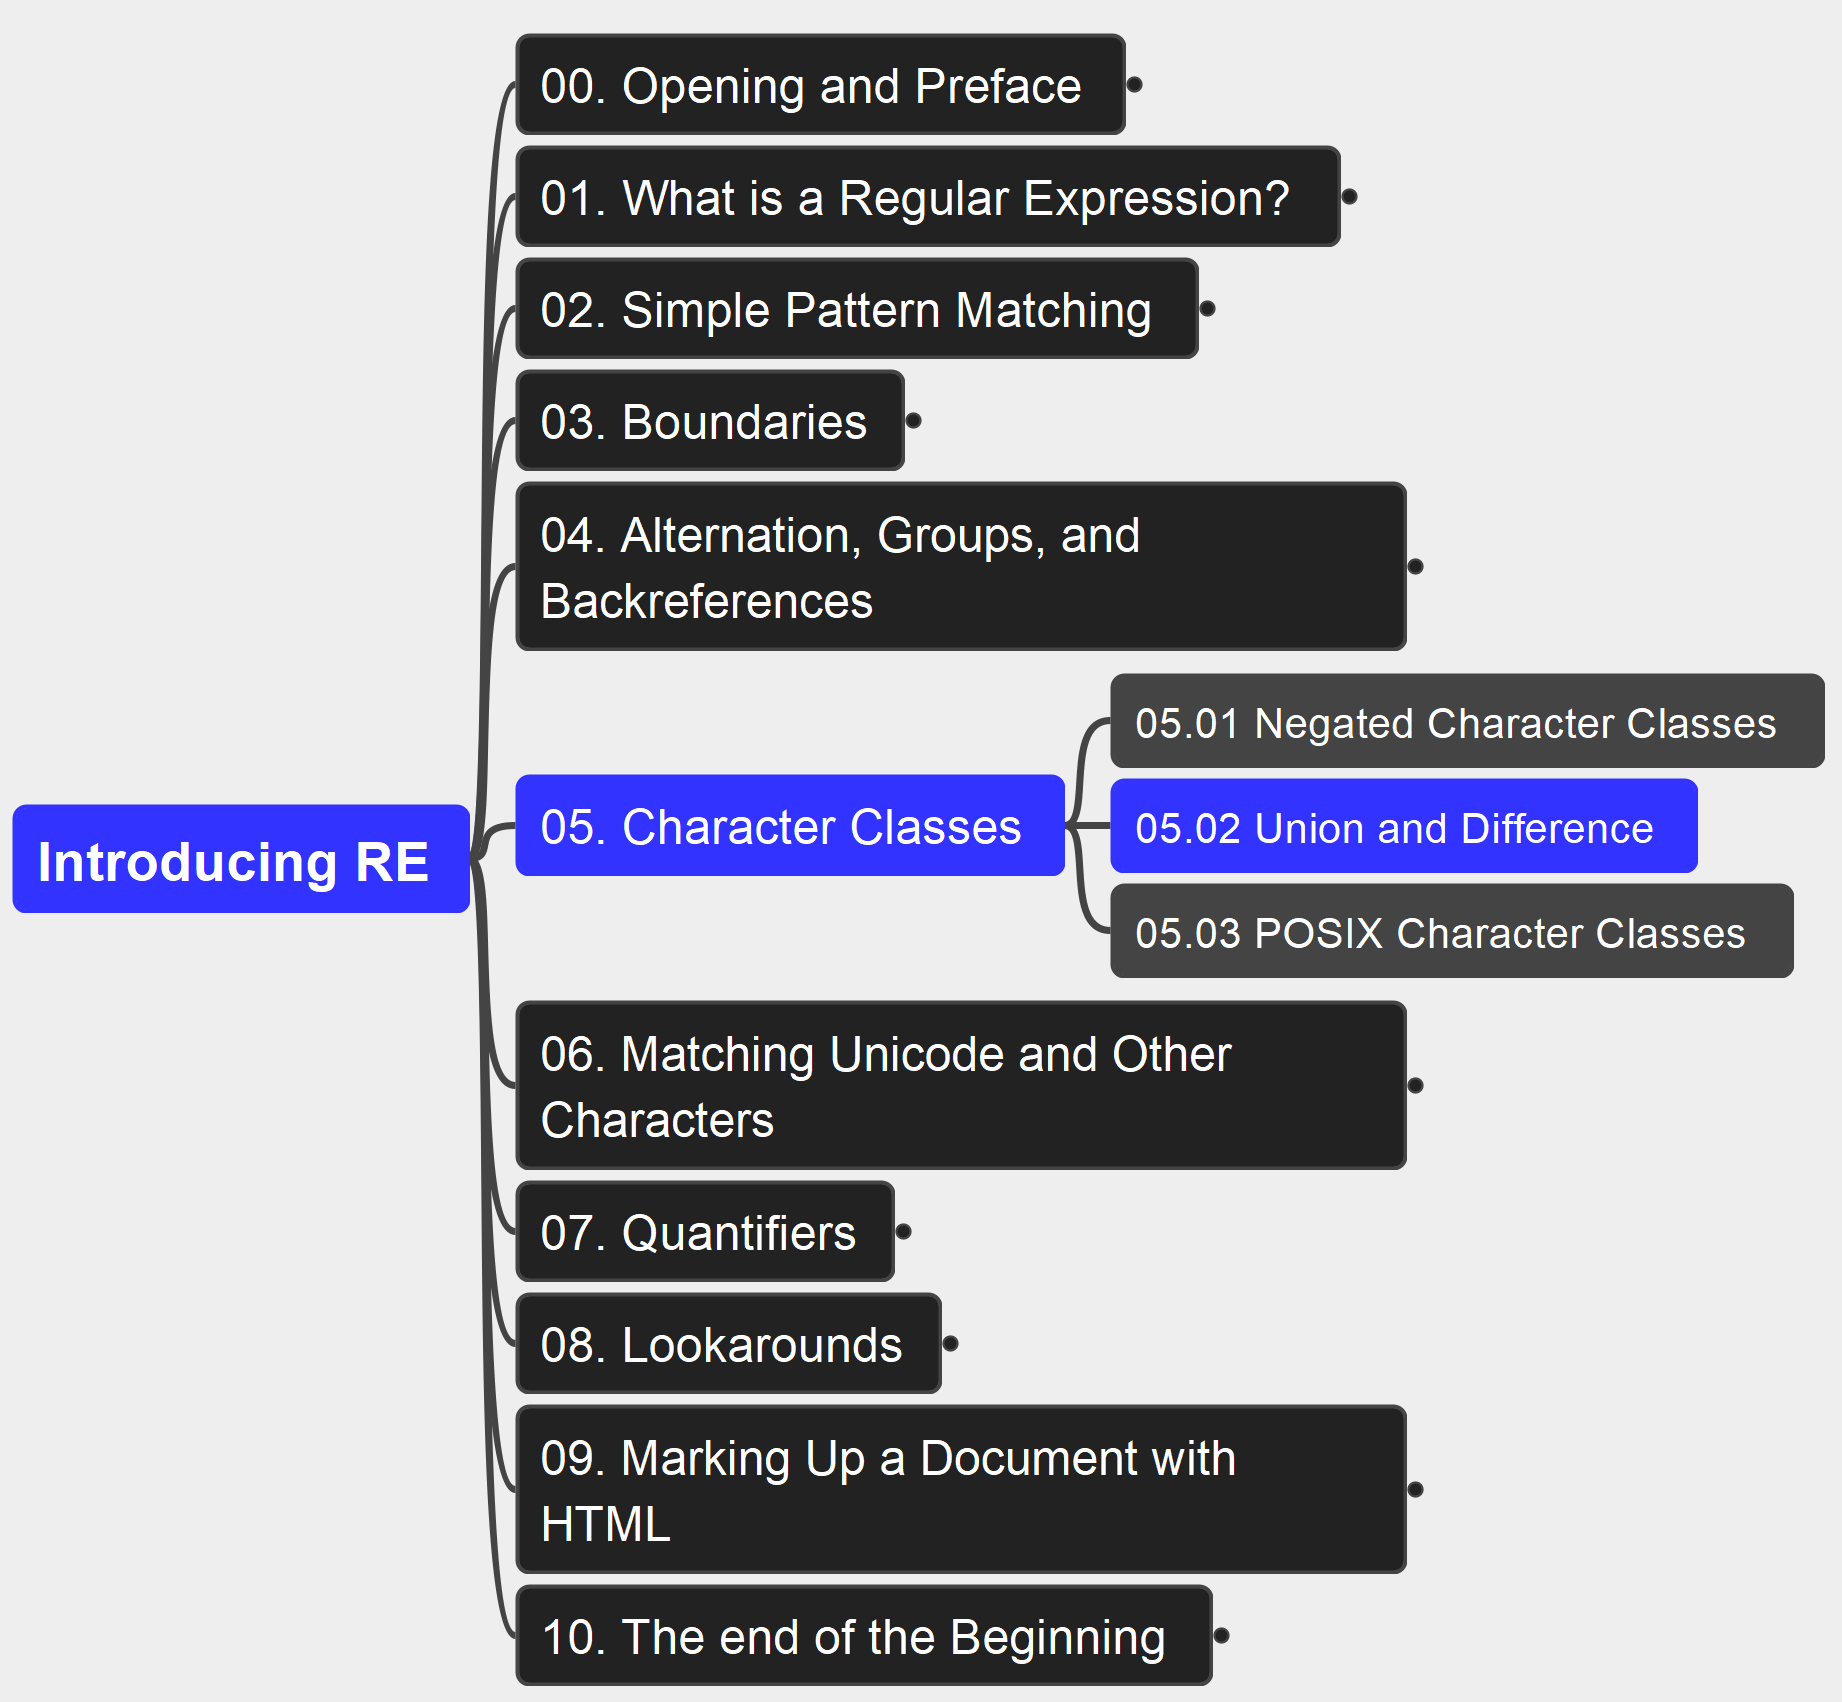 00. Opening and Preface
01. What is a Regular Expression?
02. Simple Pattern Matching
03. Boundaries
04. Alternation, Groups, and
Backreferences
05.01 Negated Character Classes
Introducing RE
05. Character Classes
05.02 Union and Difference
05.03 POSIX Character Classes
06. Matching Unicode and Other
Characters
07. Quantifiers
08. Lookarounds
09. Marking Up a Document with
HTML
10. The end of the Beginning